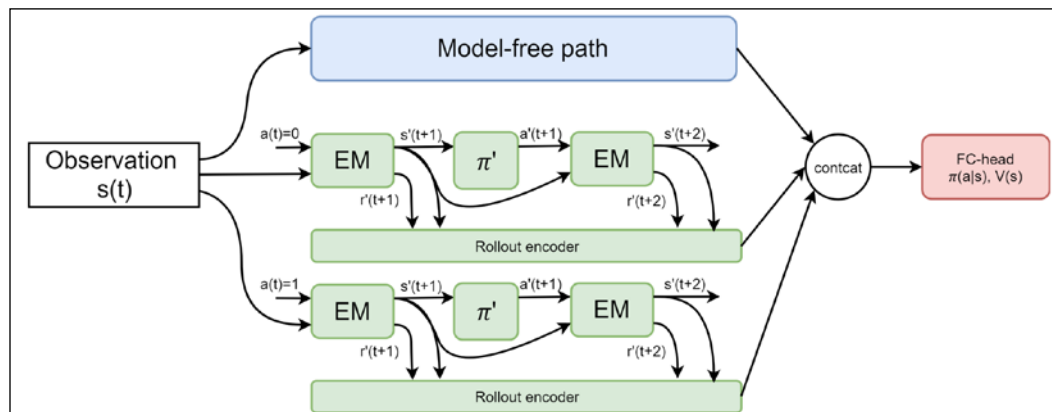 Model-free path
Observation
s(t)
a(t)=0
s'(t+1)
a'(t+1)
s'(t+2)
EM
π'
EM
r'(t+1)
r'(t+2)
Rollout encoder
contcat
FC-head
π(a|s), V(s)
a(t)=1
s'(t+1)
a'(t+1)
s'(t+2)
EM
π'
EM
r'(t+1)
r'(t+2)
Rollout encoder